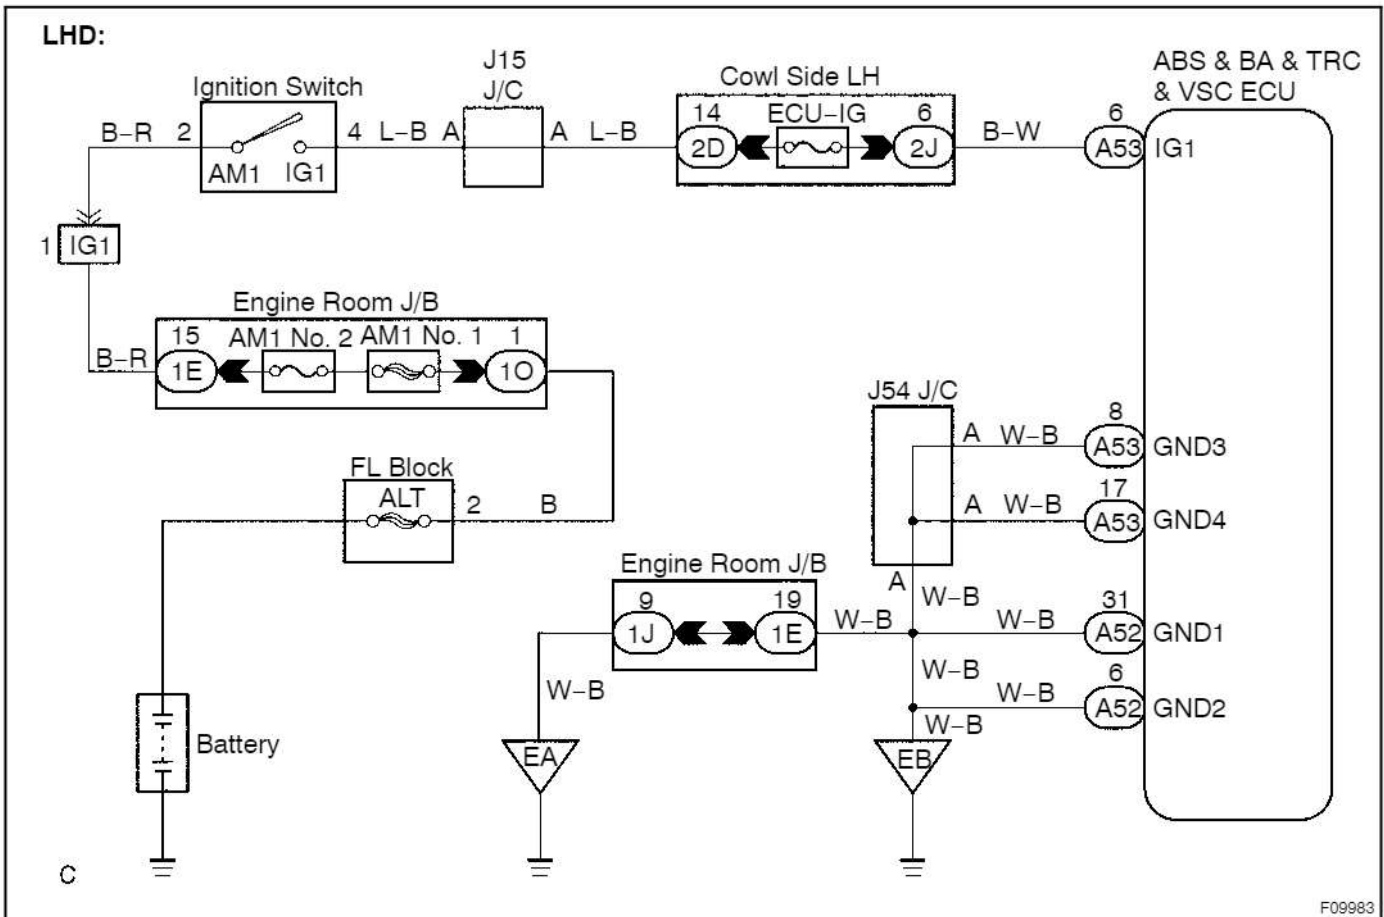 LHD:
J15
J/C
Ignition Switch
Cowl Side LH
ABS & BA & TRC
& VSC ECU
B–R 2 4 L–B A A L–B
AM1 IG1
14 ECU–IG 6
2D 2J
B–W
6
A53 IG1
1 IG1
Engine Room J/B
15 AM1 No. 2 AM1 No. 1 1
B–R 1E 1O
J54 J/C
8
A W–B A53 GND3
FL Block
ALT
2 B
17
A W–B A53 GND4
Engine Room J/B
A
W–B
9 19
1J 1E
W–B
31
W–B A52 GND1
W–B
W–B
6
W–B A52 GND2
W–B
Battery
EA
EB
C
F09983